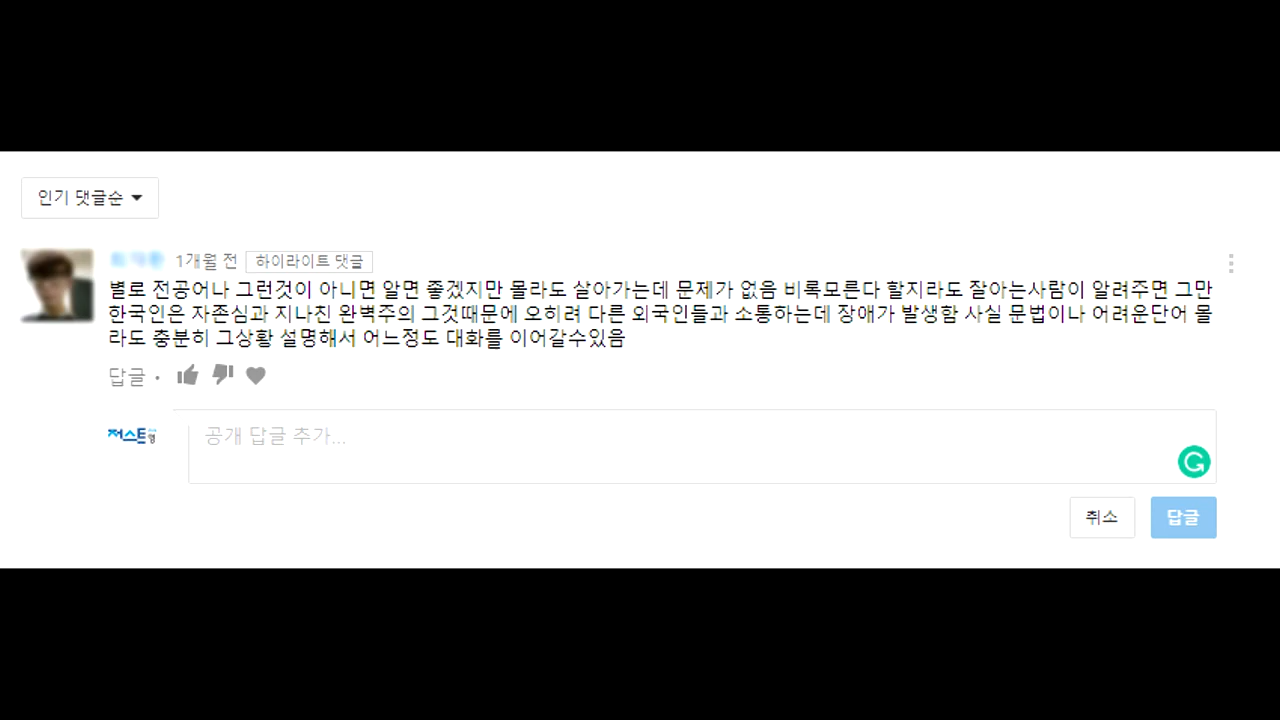 인기 댓글순
1개월 전 하이라이트 댓글
별로 전공어나 그런것이 아니면 알면 좋겠지만 몰라도 살아가는데 문제가 없음 비록모른다 할지라도 잘아는사람이 알려주면 그만
한국인은 자존심과 지나친 완벽주의 그것때문에 오히려 다른 외국인들과 소통하는데 장애가 발생함 사실 문법이나 어려운단어 몰
라도 충분히 그상황 설명해서 어느정도 대화를 이어갈수있음
답글 •
저스트
공개 답글 추가...
취소 답글